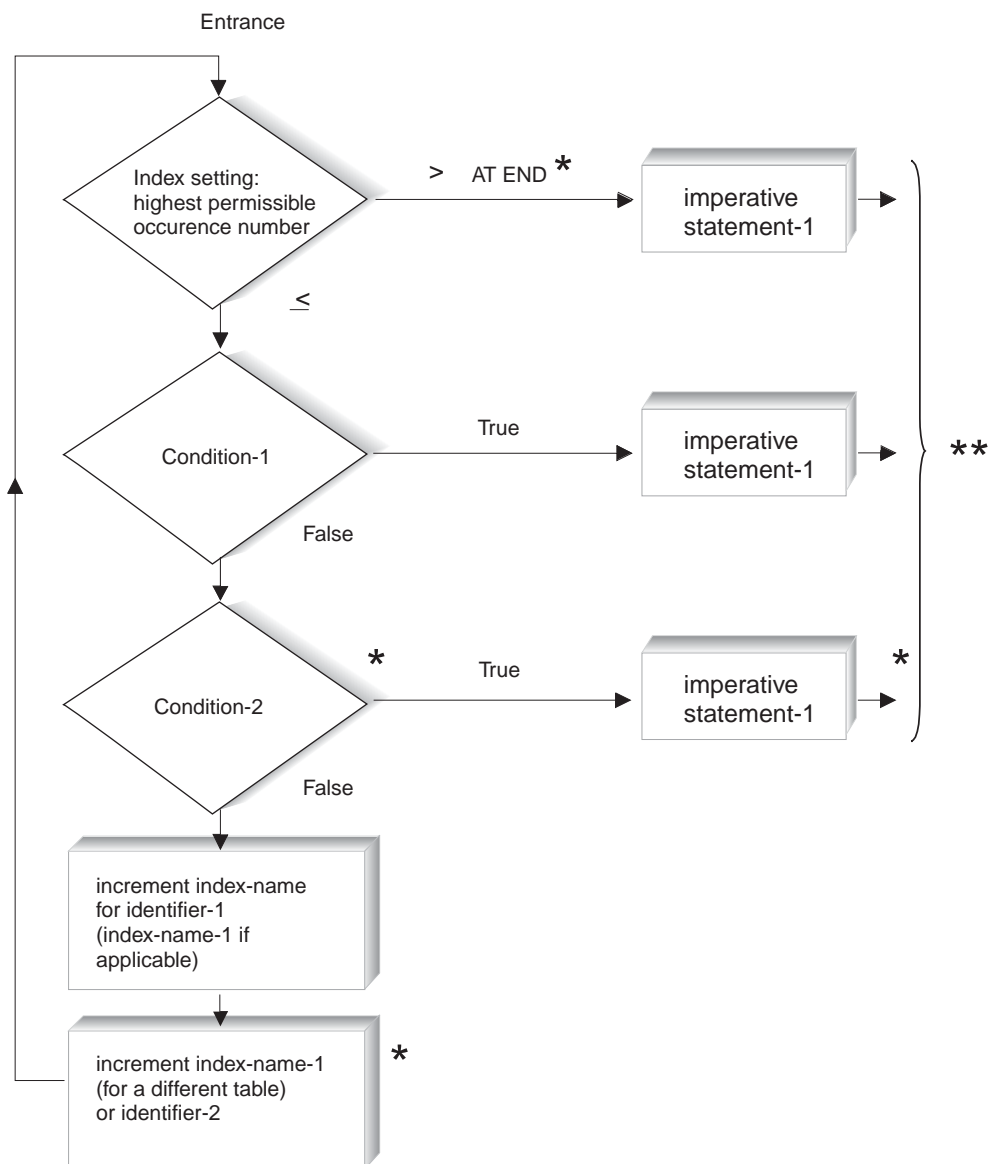 Entrance
Index setting:
highest permissible
occurence number
> AT END *
imperative
statement-1
≤
Condition-1
True
imperative
statement-1
**
False
Condition-2
*
True
imperative
statement-1
*
False
increment index-name
for identifier-1
(index-name-1 if
applicable)
increment index-name-1
(for a different table)
or identifier-2
*